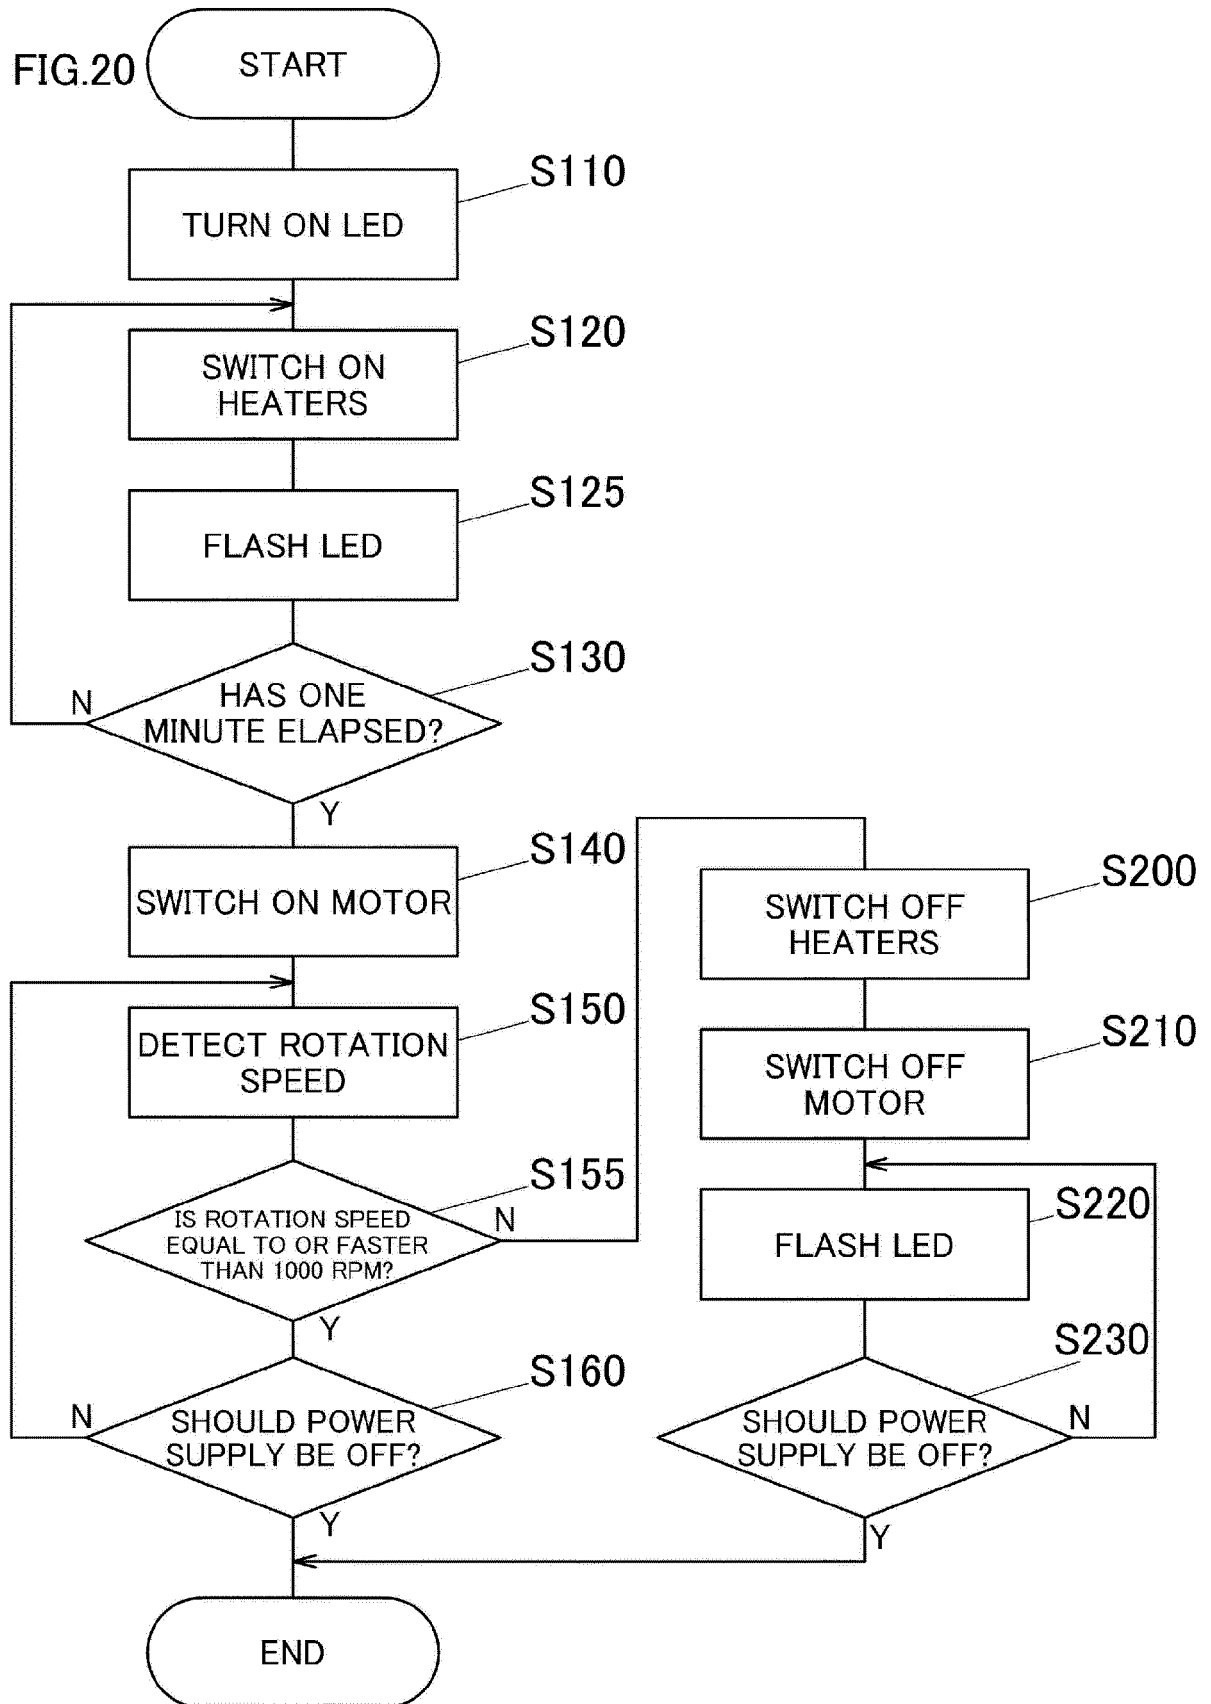 FIG.20
START
S110
TURN ON LED
S120
SWITCH ON
HEATERS
S125
FLASH LED
S130
HAS ONE
MINUTE ELAPSED?
N
Y
S140
SWITCH ON MOTOR
S150
DETECT ROTATION
SPEED
S155
IS ROTATION SPEED
EQUAL TO OR FASTER
THAN 1000 RPM?
N
Y
S160
SHOULD POWER
SUPPLY BE OFF?
N
Y
S200
SWITCH OFF
HEATERS
S210
SWITCH OFF
MOTOR
S220
FLASH LED
S230
SHOULD POWER
SUPPLY BE OFF?
N
Y
END